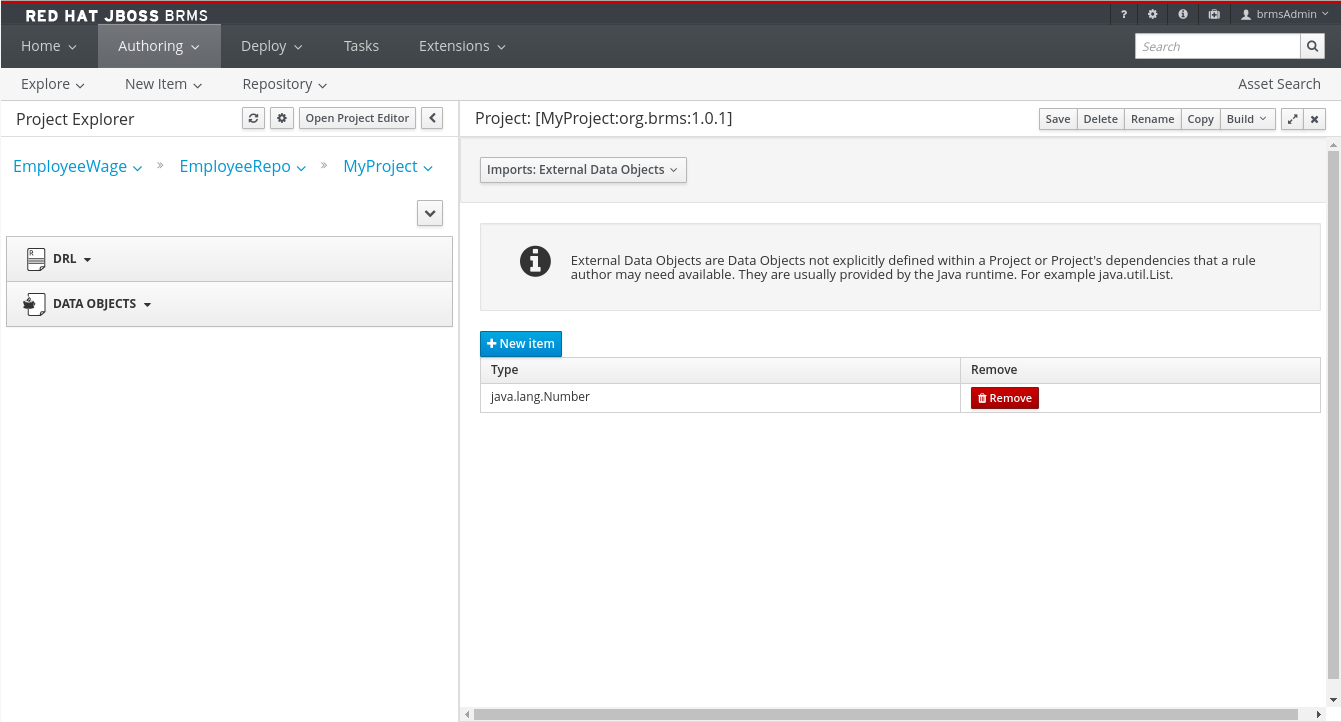 RED HAT JBOSS BRMS
? brmsAdmin
Home Authoring Deploy Tasks Extensions Search
Explore New Item Repository Asset Search
Project Explorer Open Project Editor
Project: [MyProject:org.brms:1.0.1] Save Delete Rename Copy Build
EmployeeWage » EmployeeRepo » MyProject
Imports: External Data Objects
DRL
DATA OBJECTS
External Data Objects are Data Objects not explicitly defined within a Project or Project's dependencies that a rule
author may need available. They are usually provided by the Java runtime. For example java.util.List.
New item
Type Remove
java.lang.Number Remove